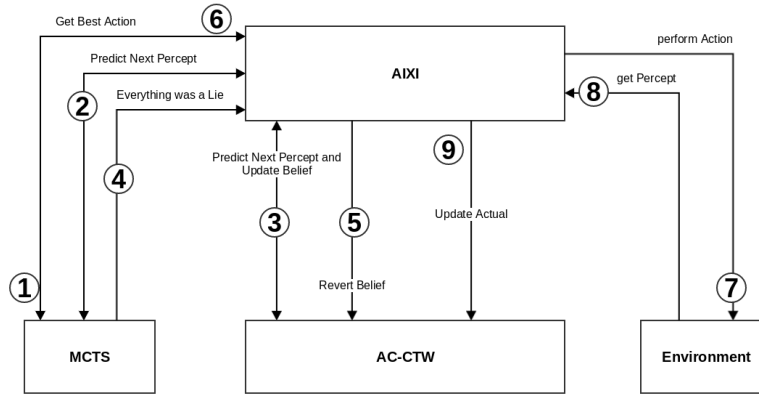 Get Best Action
6
perform Action
Predict Next Percept
AIXI
get Percept
2
8
Everything was a Lie
9
Predict Next Percept and
Update Belief
4
3
5
Update Actual
Revert Belief
1
7
MCTS
AC-CTW
Environment